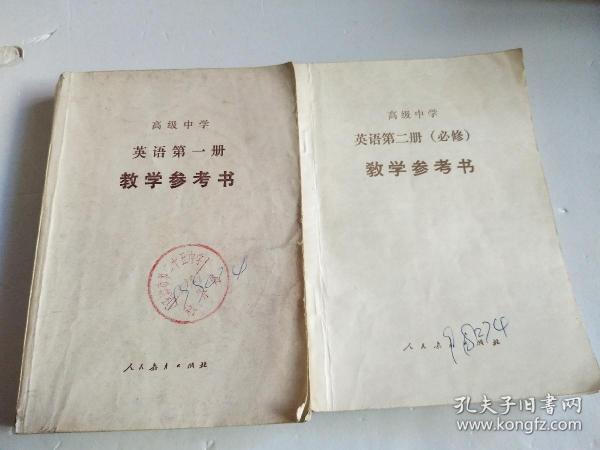 高级中学
英语第一册
教学参考书
人民教育出版社
高级中学
英语第二册（必修）
教学参考书
孔夫子旧书网
www.kongfz.com